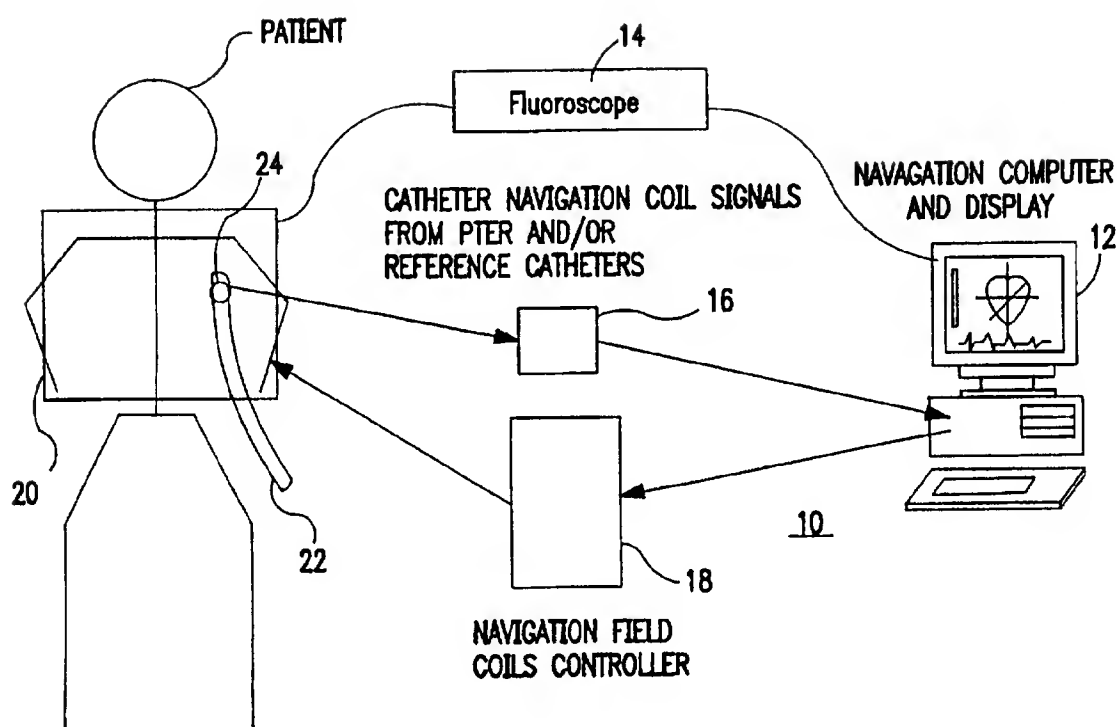 PATIENT
14
Fluoroscope
24
CATHETER NAVIGATION COIL SIGNALS
FROM PTER AND/OR
REFERENCE CATHETERS
NAVAGATION COMPUTER
AND DISPLAY
12
16
20
22
10
18
NAVIGATION FIELD
COILS CONTROLLER